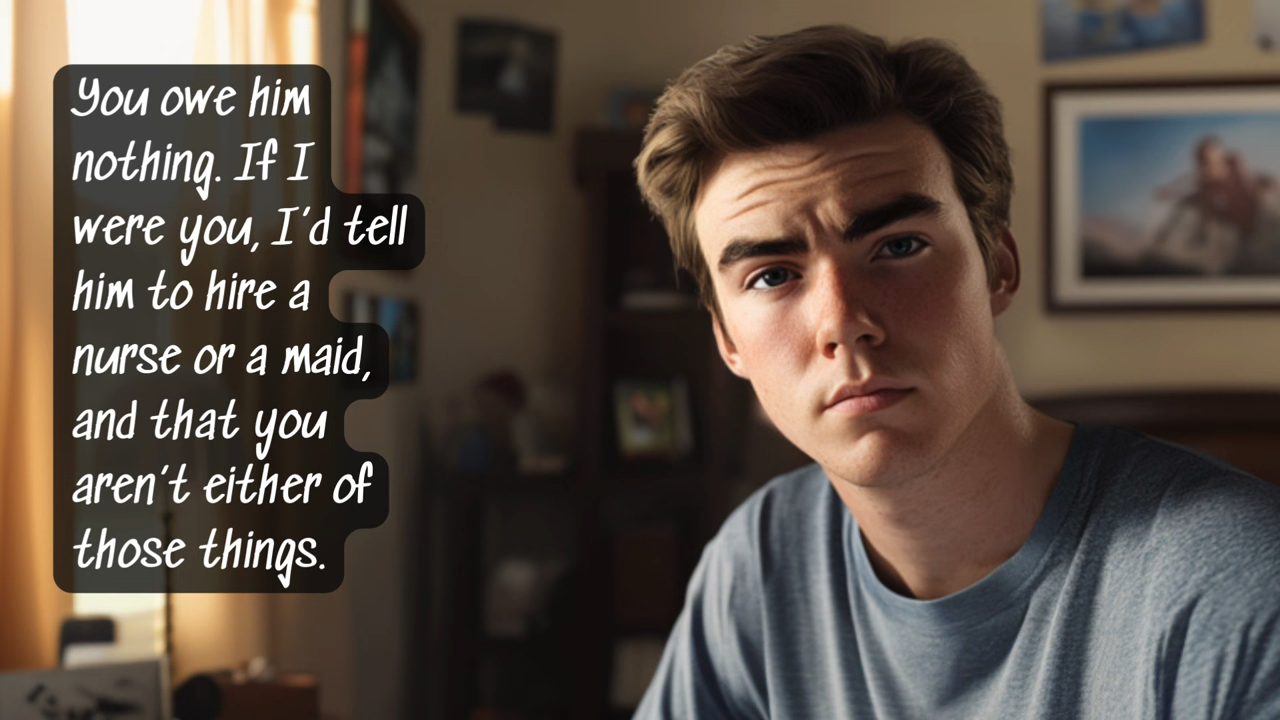 You owe him
nothing. If I
were you, I'd tell
him to hire a
nurse or a maid,
and that you
aren't either of
those things.